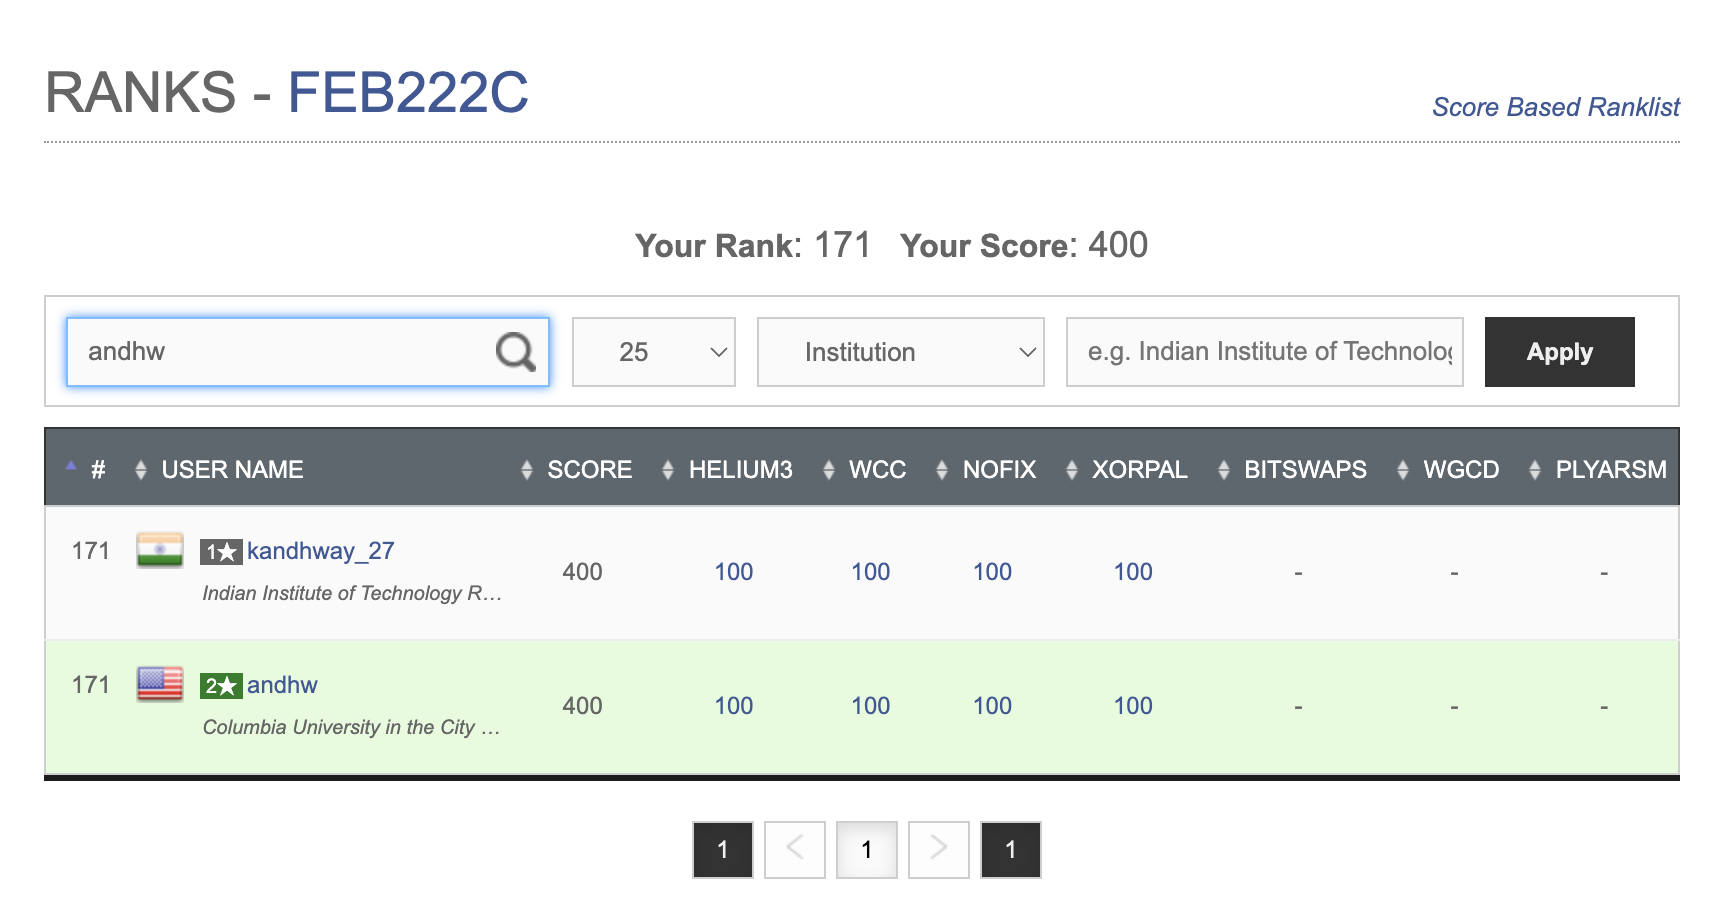 RANKS - FEB222C
Score Based Ranklist
Your Rank: 171 Your Score: 400
andhw 25 Institution e.g. Indian Institute of Technolog Apply
# USER NAME SCORE HELIUM3 WCC NOFIX XORPAL BITSWAPS WGCD PLYARSM
171 1★ kandhway_27 400 100 100 100 100 - - -
Indian Institute of Technology R...
171 2★ andhw 400 100 100 100 100 - - -
Columbia University in the City ...
1 < 1 > 1